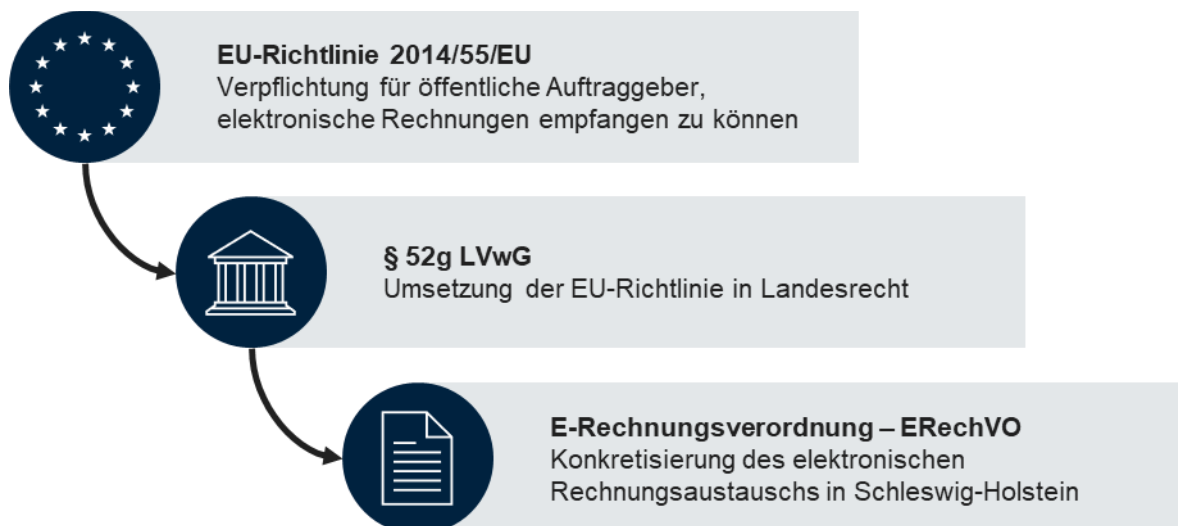 EU-Richtlinie 2014/55/EU
Verpflichtung für öffentliche Auftraggeber,
elektronische Rechnungen empfangen zu können
§ 52g LVwG
Umsetzung der EU-Richtlinie in Landesrecht
E-Rechnungsverordnung – ERechVO
Konkretisierung des elektronischen
Rechnungsaustauschs in Schleswig-Holstein